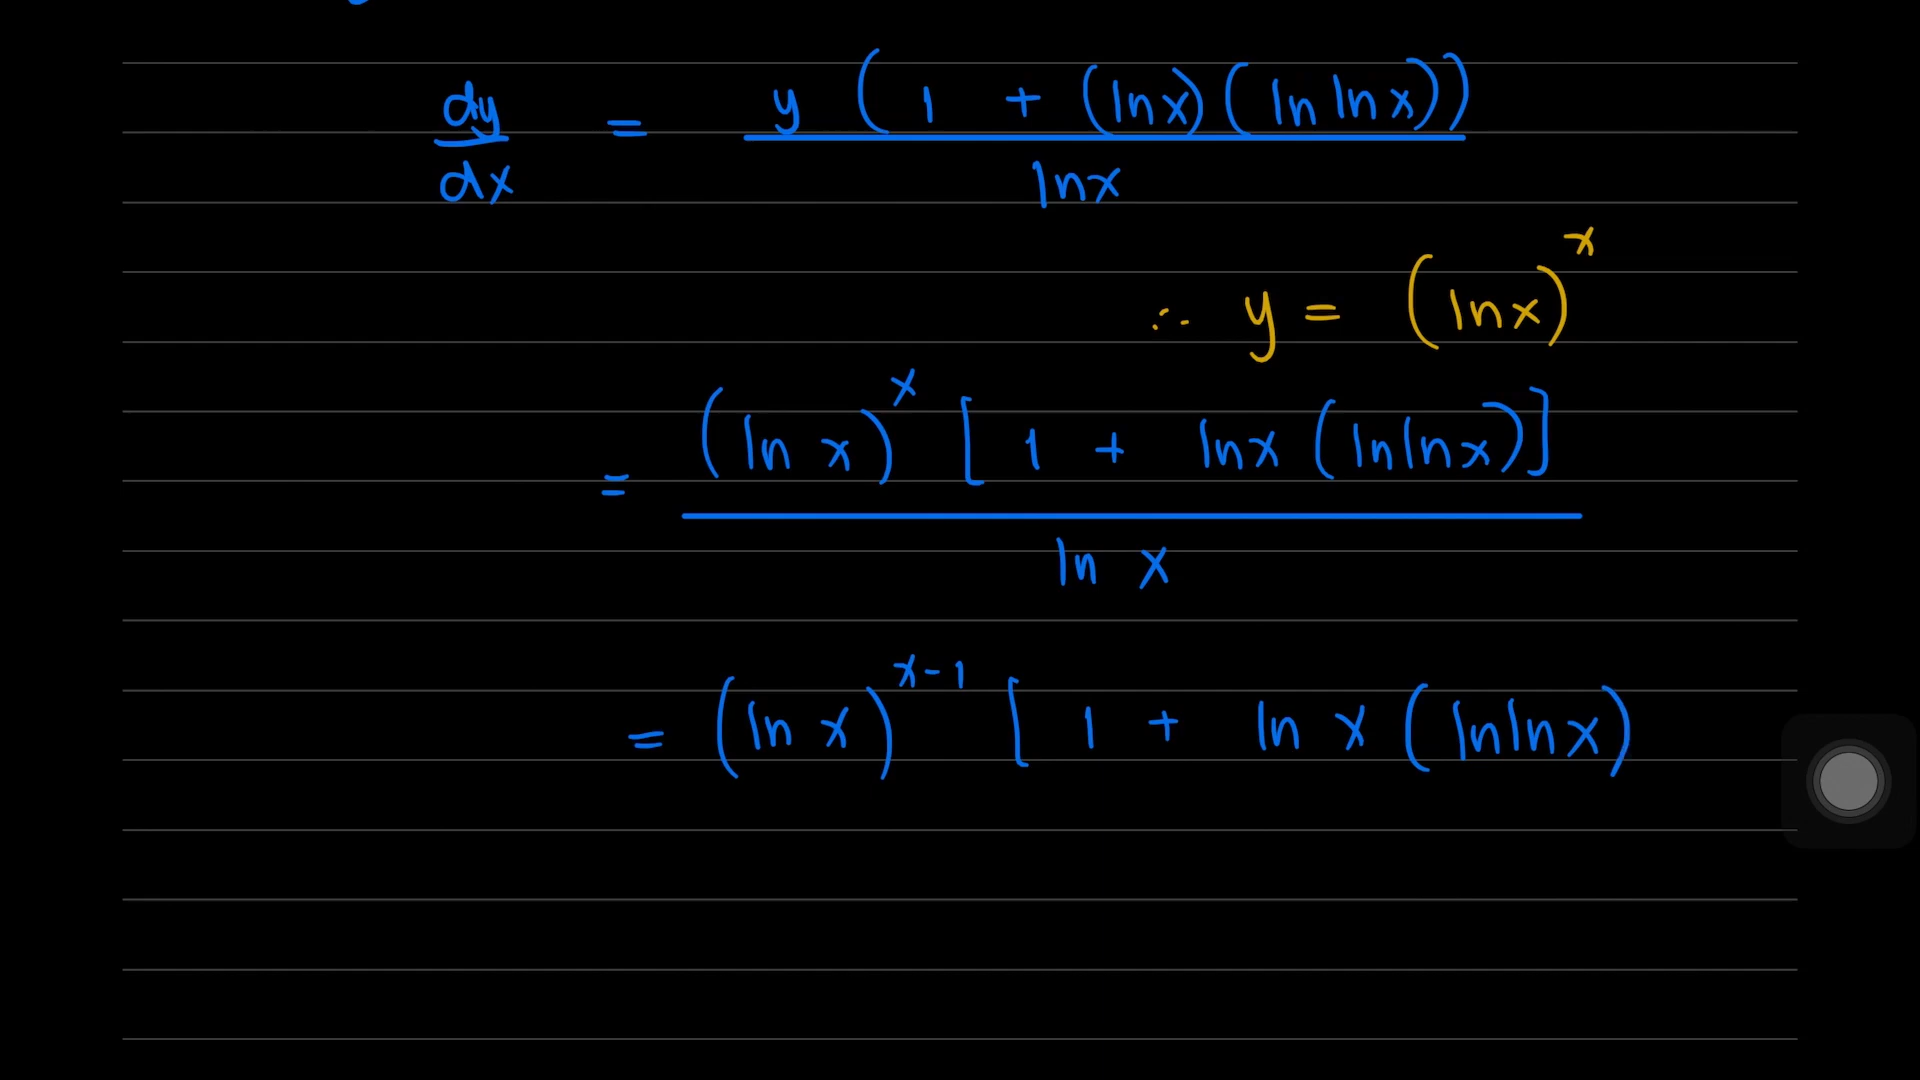 dy/dx = y(1 + (lnx)(ln lnx)) / lnx
∴ y = (lnx)^x
= (ln x)^x [1 + lnx(lnlnx)] / ln x
= (ln x)^(x-1) [1 + ln x(lnlnx)